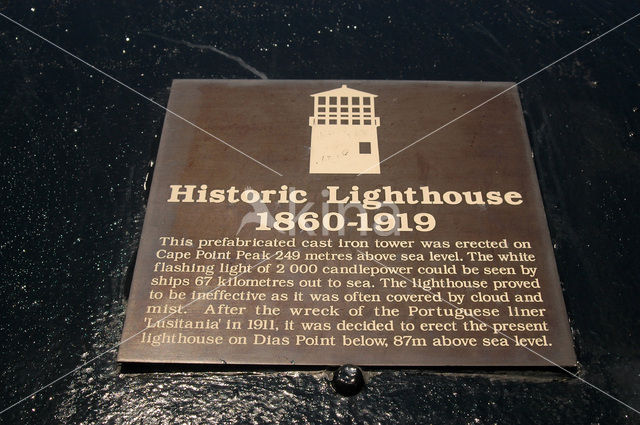 Historic Lighthouse
1860-1919
This prefabricated cast iron tower was erected on
Cape Point Peak 249 metres above sea level. The white
flashing light of 2 000 candlepower could be seen by
ships 67 kilometres out to sea. The lighthouse proved
to be ineffective as it was often covered by cloud and
mist. After the wreck of the Portuguese liner
'Lusitania' in 1911, it was decided to erect the present
lighthouse on Dias Point below, 87m above sea level.